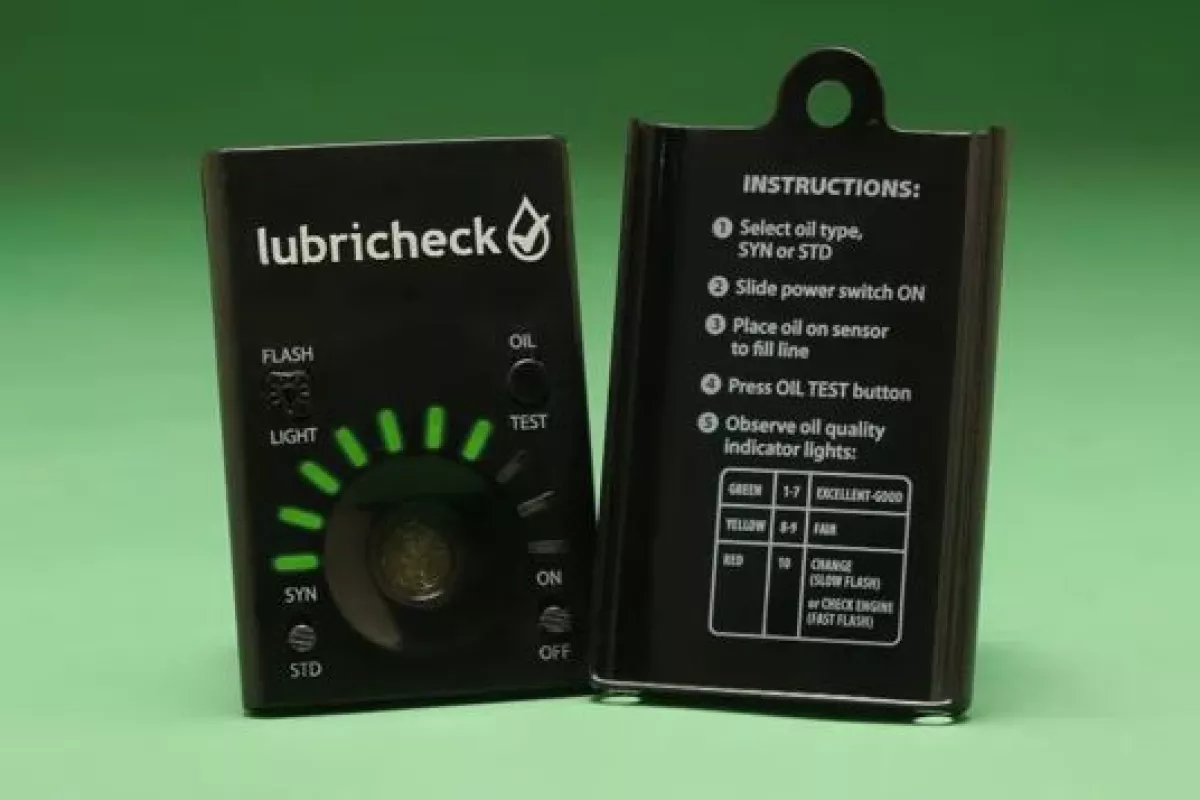 lubricheck
FLASH
LIGHT
OIL
TEST
SYN
STD
ON
OFF
INSTRUCTIONS:
1 Select oil type,
SYN or STD
2 Slide power switch ON
3 Place oil on sensor
to fill line
4 Press OIL TEST button
5 Observe oil quality
indicator lights:
GREEN 1-7 EXCELLENT-GOOD
YELLOW 8-9 FAIR
RED 10 CHANGE
(SLOW FLASH)
or CHECK ENGINE
(FAST FLASH)